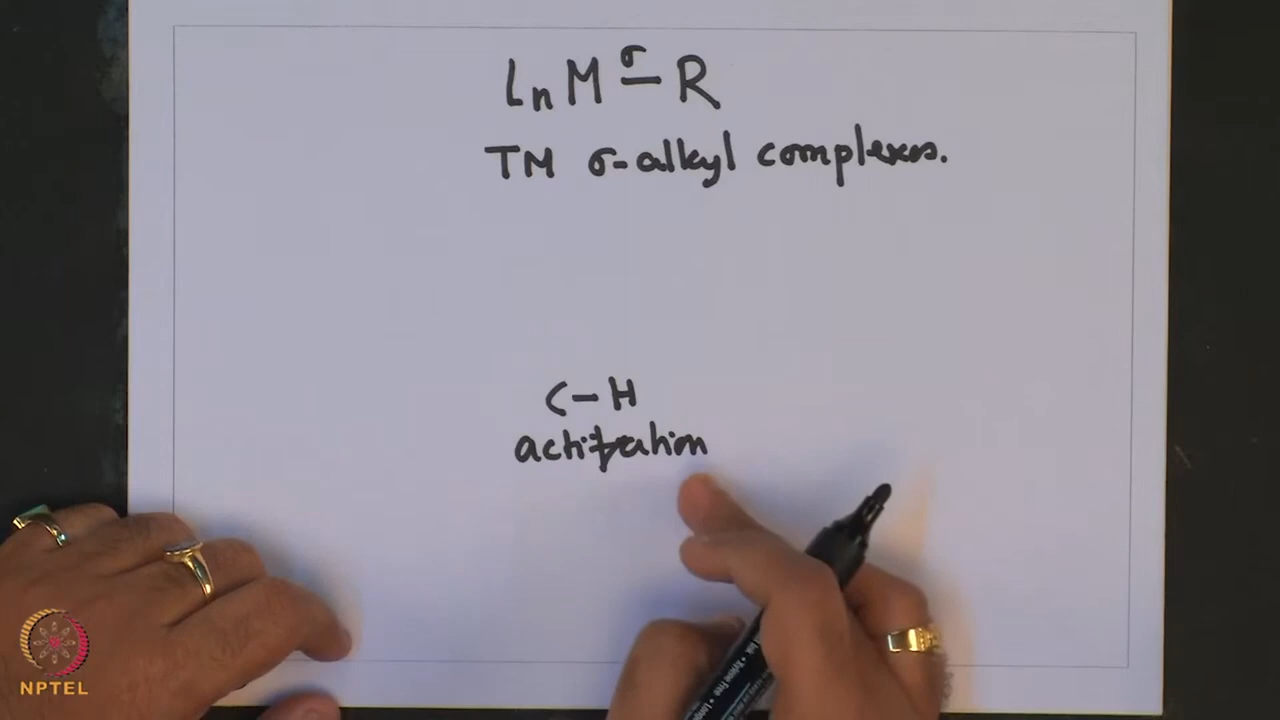 LnM σ— R
TM σ-alkyl complexes.
C–H
activation
NPTEL